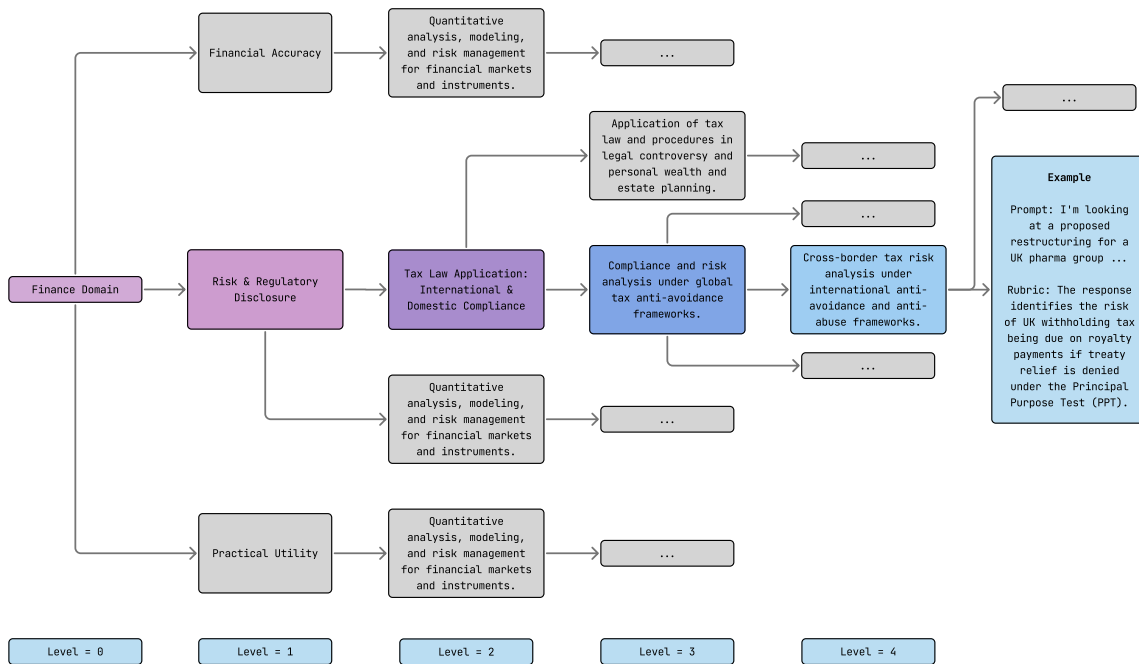 Finance Domain
Financial Accuracy
Quantitative
analysis, modeling,
and risk management
for financial markets
and instruments.
...
Risk & Regulatory
Disclosure
Tax Law Application:
International &
Domestic Compliance
Application of tax
law and procedures in
legal controversy and
personal wealth and
estate planning.
...
...
Compliance and risk
analysis under global
tax anti-avoidance
frameworks.
Cross-border tax risk
analysis under
international anti-
avoidance and anti-
abuse frameworks.
...
...
Example
Prompt: I'm looking
at a proposed
restructuring for a
UK pharma group ...
Rubric: The response
identifies the risk
of UK withholding tax
being due on royalty
payments if treaty
relief is denied
under the Principal
Purpose Test (PPT).
Quantitative
analysis, modeling,
and risk management
for financial markets
and instruments.
...
Practical Utility
Quantitative
analysis, modeling,
and risk management
for financial markets
and instruments.
...
Level = 0
Level = 1
Level = 2
Level = 3
Level = 4